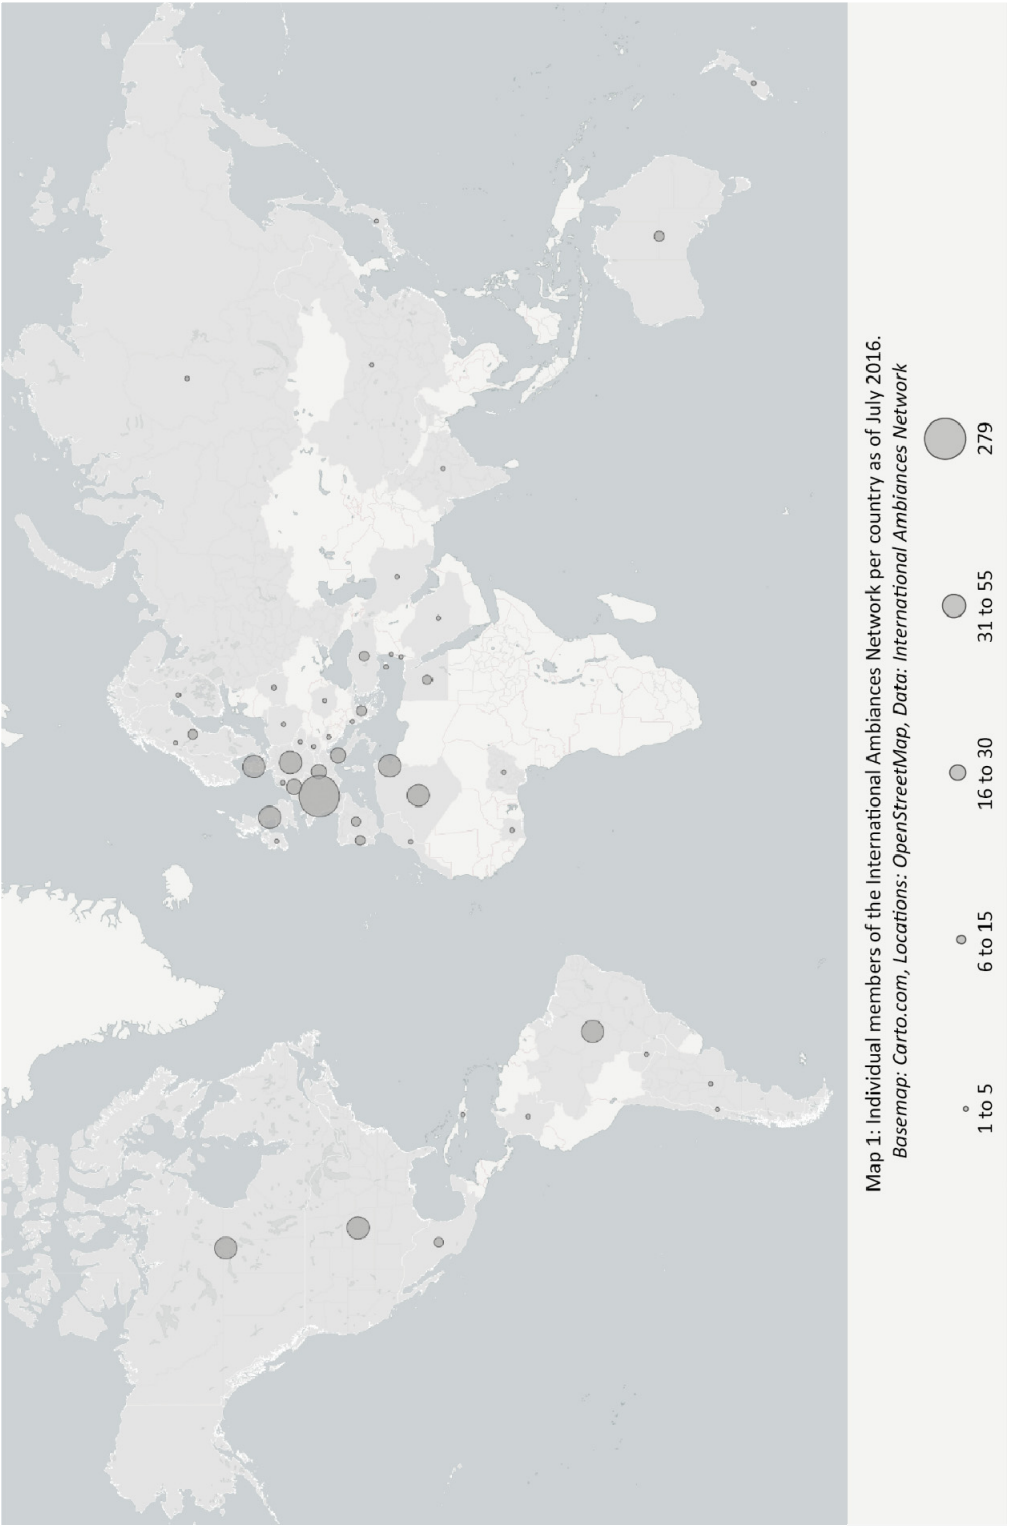 Map 1: Individual members of the International Ambiances Network per country as of July 2016.
Basemap: Carto.com, Locations: OpenStreetMap, Data: International Ambiances Network
1 to 5
6 to 15
16 to 30
31 to 55
279